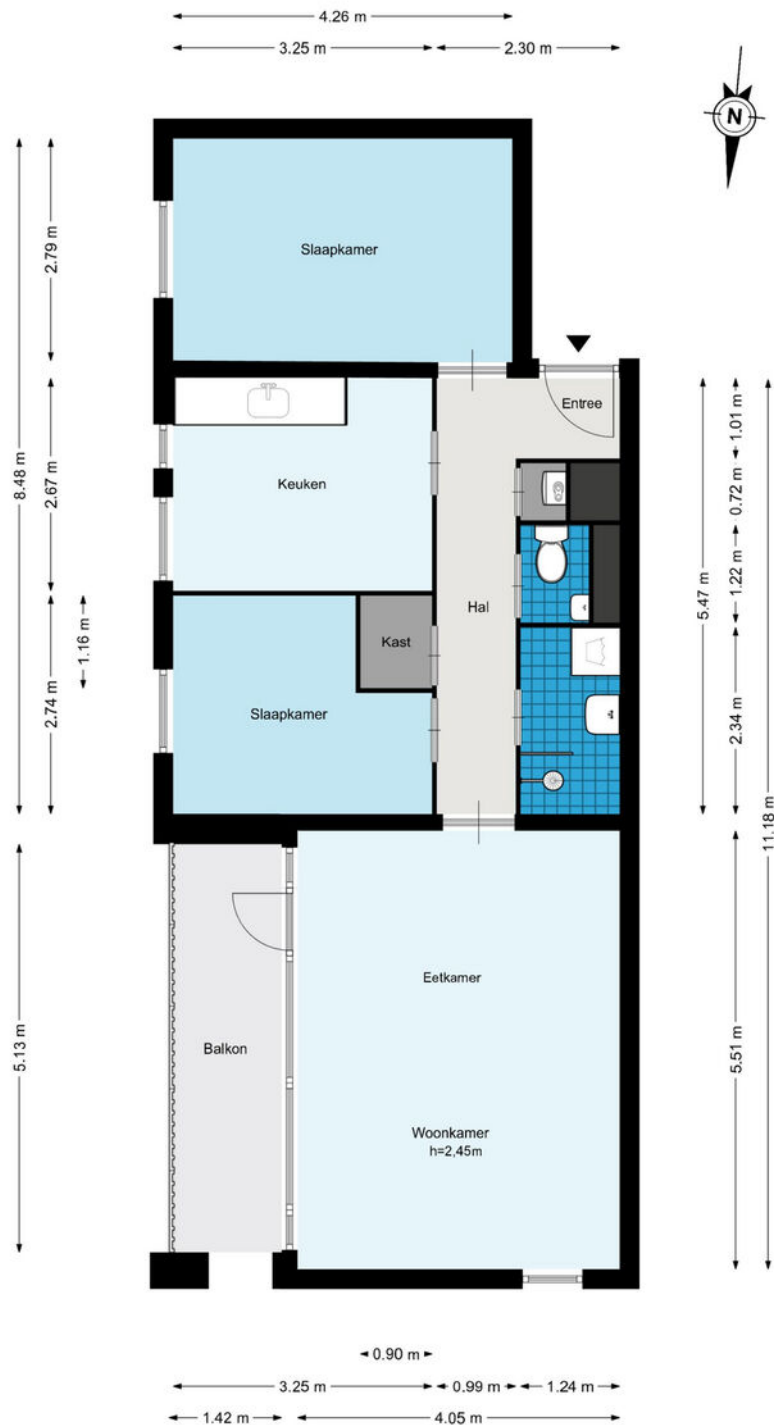 4.26 m
3.25 m
2.30 m
N
2.79 m
8.48 m
Slaapkamer
Entree
1.01 m
2.67 m
Keuken
0.72 m
1.22 m
5.47 m
1.16 m
Hal
Kast
2.74 m
Slaapkamer
2.34 m
11.18 m
Eetkamer
5.13 m
Balkon
5.51 m
Woonkamer
h=2,45m
0.90 m
3.25 m
0.99 m
1.24 m
1.42 m
4.05 m